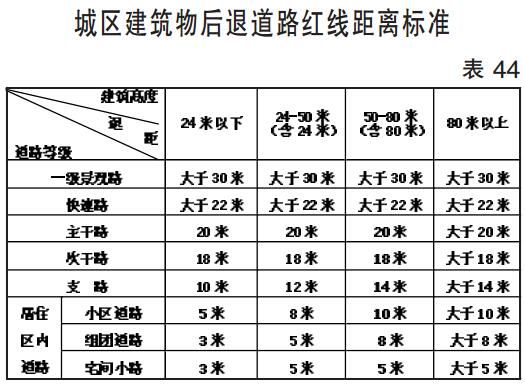 城区建筑物后退道路红线距离标准
表 44
建筑高度
退 距
道路等级
24 米以下
24-50 米
(含 24 米)
50-80 米
(含 80 米)
80 米以上
一级景观路 大于 30 米 大于 30 米 大于 30 米 大于 30 米
快速路 大于 22 米 大于 22 米 大于 22 米 大于 22 米
主干路 20 米 20 米 20 米 大于 20 米
次干路 18 米 18 米 18 米 大于 18 米
支 路 10 米 12 米 14 米 大于 14 米
居住 小区道路 5 米 8 米 10 米 大于 10 米
区内 组团道路 3 米 5 米 8 米 大于 8 米
道路 宅间小路 3 米 5 米 5 米 大于 5 米